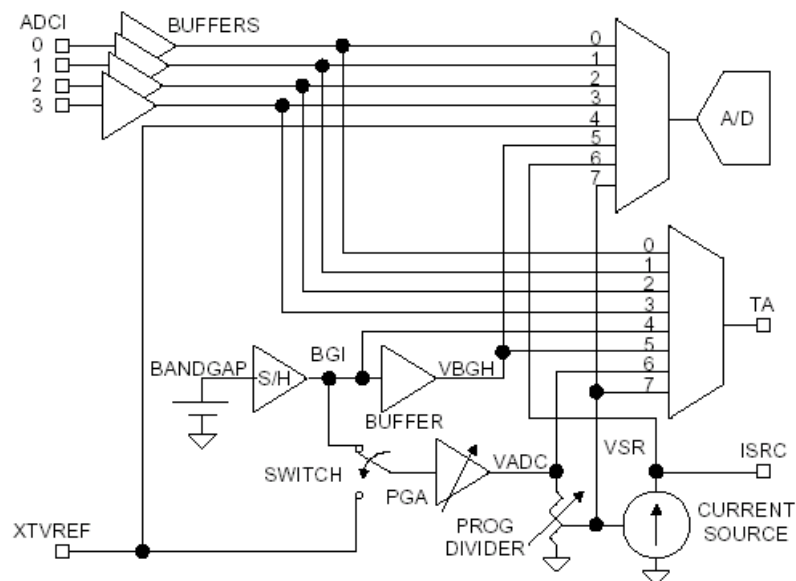 ADCI
BUFFERS
0
1
2
3
0
1
2
3
4
5
6
7
A/D
0
1
2
3
4
5
6
7
TA
BANDGAP
S/H
BGI
BUFFER
VBGH
SWITCH
PGA
VADC
VSR
ISRC
PROG
DIVIDER
CURRENT
SOURCE
XTVREF